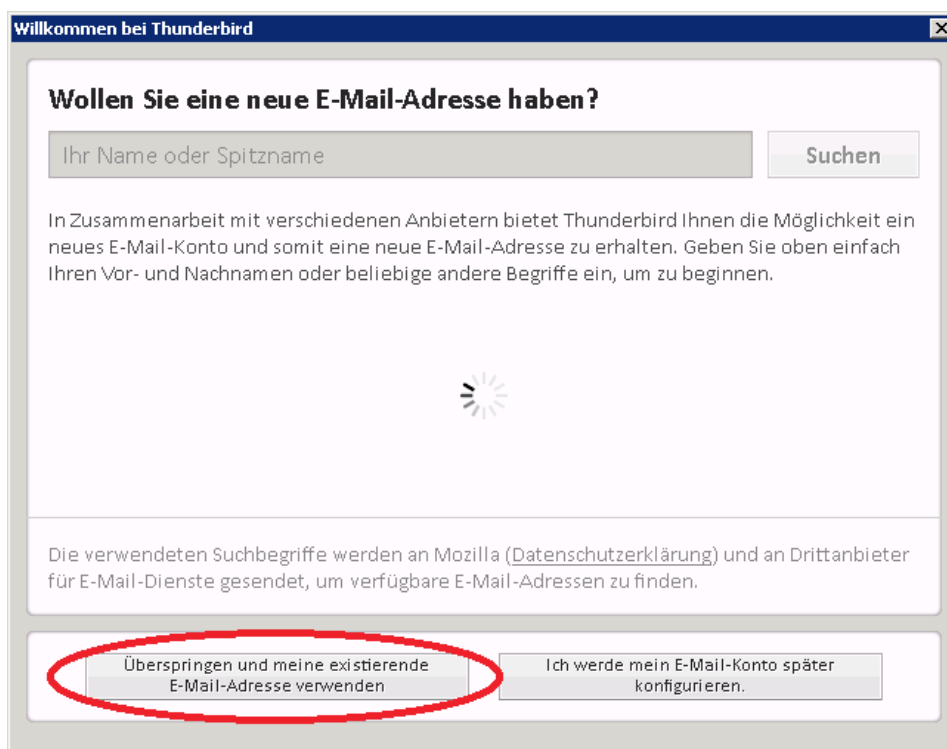 Willkommen bei Thunderbird
Wollen Sie eine neue E-Mail-Adresse haben?
Ihr Name oder Spitzname
Suchen
In Zusammenarbeit mit verschiedenen Anbietern bietet Thunderbird Ihnen die Möglichkeit ein
neues E-Mail-Konto und somit eine neue E-Mail-Adresse zu erhalten. Geben Sie oben einfach
Ihren Vor- und Nachnamen oder beliebige andere Begriffe ein, um zu beginnen.
Die verwendeten Suchbegriffe werden an Mozilla (Datenschutzerklärung) und an Drittanbieter
für E-Mail-Dienste gesendet, um verfügbare E-Mail-Adressen zu finden.
Überspringen und meine existierende
E-Mail-Adresse verwenden
Ich werde mein E-Mail-Konto später
konfigurieren.